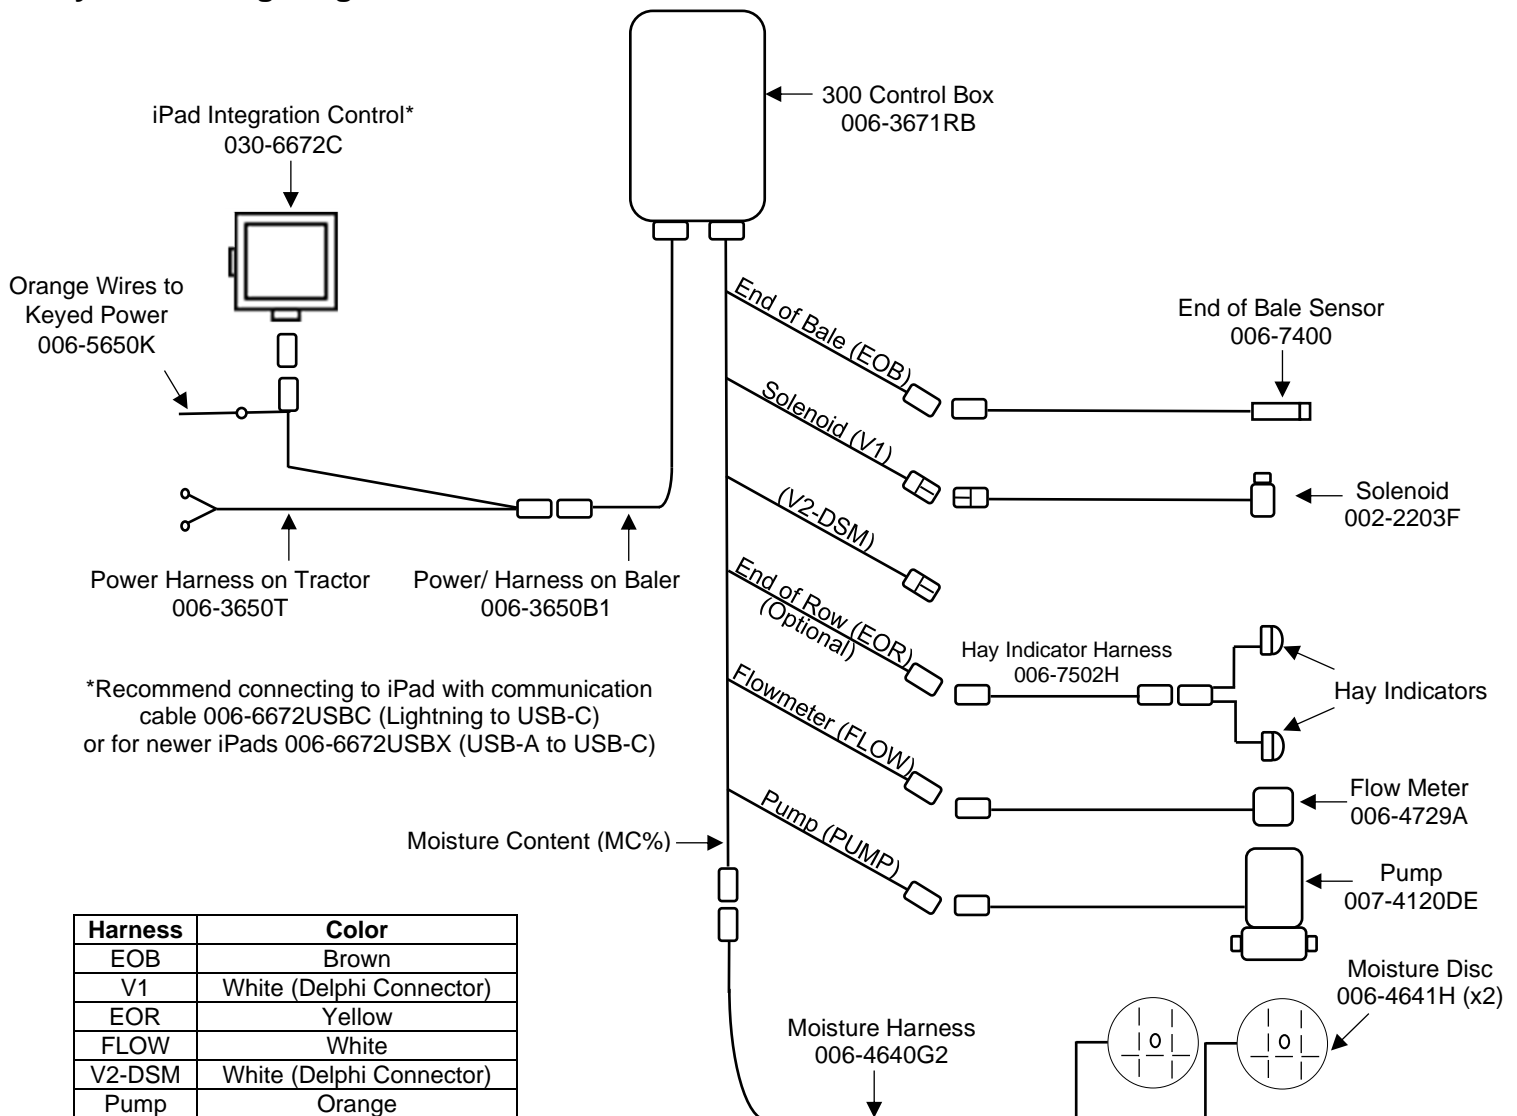 300 Control Box
006-3671RB
iPad Integration Control*
030-6672C
Orange Wires to
Keyed Power
006-5650K
End of Bale (EOB)
End of Bale Sensor
006-7400
Solenoid (V1)
Solenoid
002-2203F
(V2-DSM)
Power Harness on Tractor
006-3650T
Power/ Harness on Baler
006-3650B1
End of Row (EOR)
(Optional)
Hay Indicator Harness
006-7502H
Hay Indicators
*Recommend connecting to iPad with communication
cable 006-6672USBC (Lightning to USB-C)
or for newer iPads 006-6672USBX (USB-A to USB-C)
Flowmeter (FLOW)
Flow Meter
006-4729A
Pump (PUMP)
Pump
007-4120DE
Moisture Content (MC%)
Harness Color
EOB Brown
V1 White (Delphi Connector)
EOR Yellow
FLOW White
V2-DSM White (Delphi Connector)
Pump Orange
Moisture Disc
006-4641H (x2)
Moisture Harness
006-4640G2